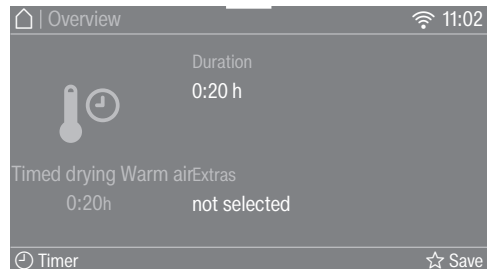 | Overview 11:02
Duration
0:20 h
Timed drying Warm air
0:20h
Extras
not selected
Timer Save